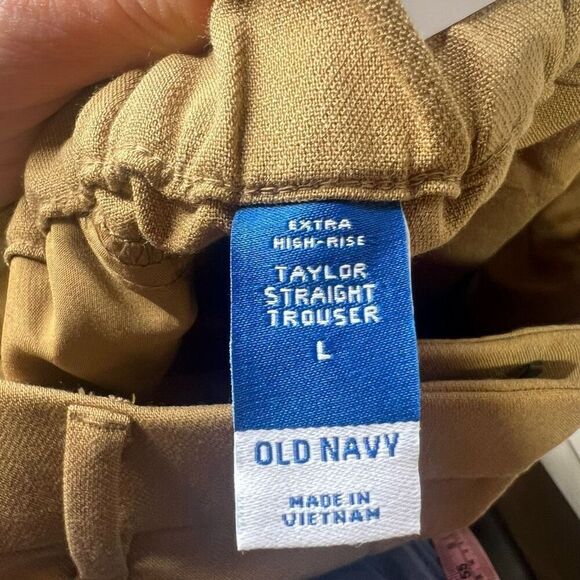 EXTRA
HIGH-RISE
TAYLOR
STRAIGHT
TROUSER
L
OLD NAVY
MADE IN
VIETNAM